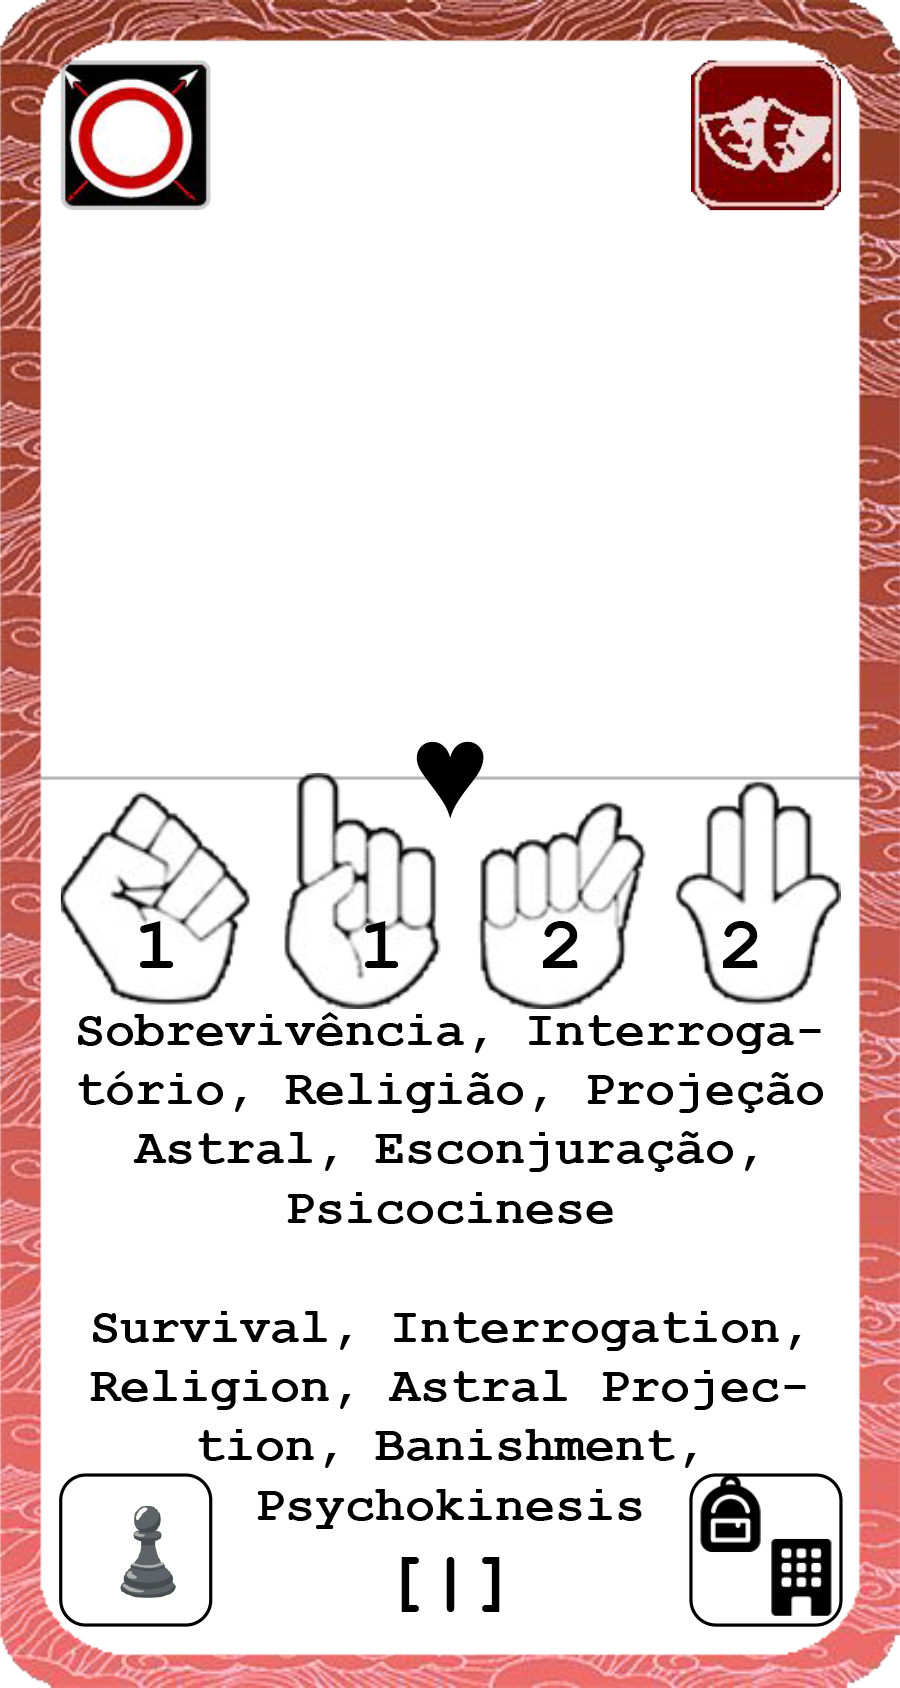 ♥
1 1 2 2
Sobrevivência, Interroga-
tório, Religião, Projeção
Astral, Esconjuração,
Psicocinese
Survival, Interrogation,
Religion, Astral Projec-
tion, Banishment,
Psychokinesis
[|]